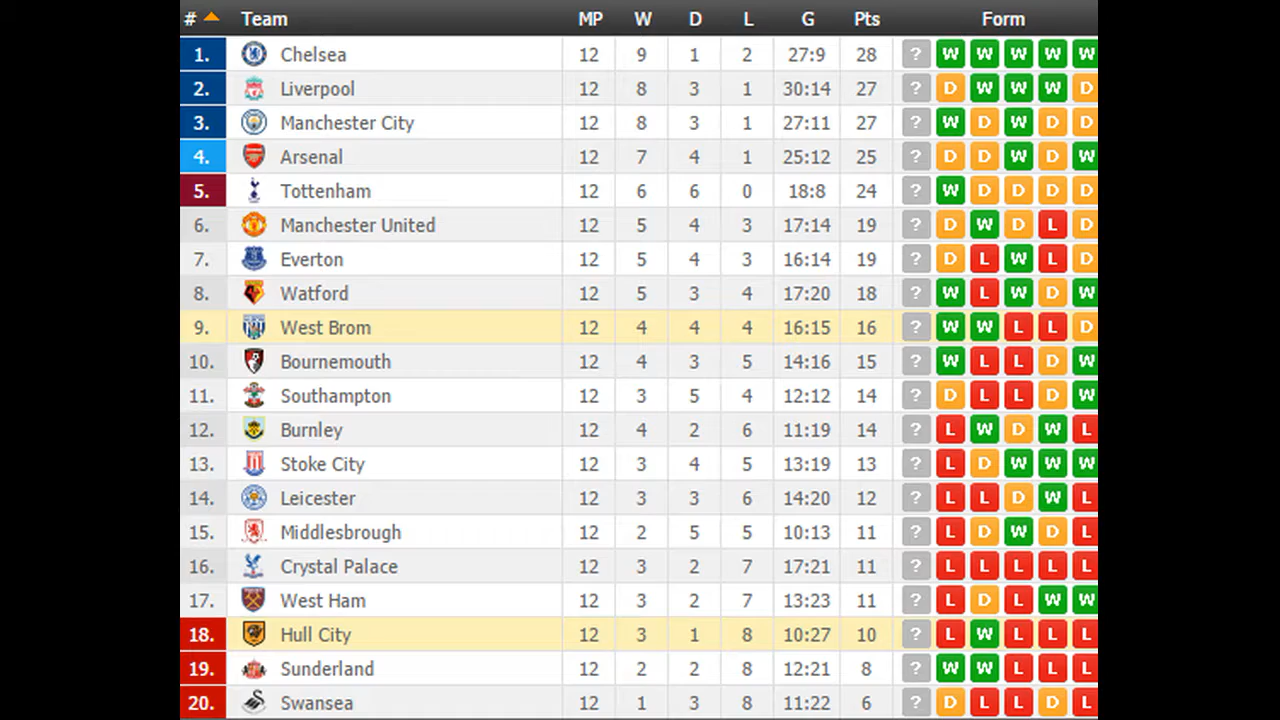 # Team MP W D L G Pts Form
1. Chelsea 12 9 1 2 27:9 28 ? W W W W W
2. Liverpool 12 8 3 1 30:14 27 ? D W W W D
3. Manchester City 12 8 3 1 27:11 27 ? W D W D D
4. Arsenal 12 7 4 1 25:12 25 ? D D W D W
5. Tottenham 12 6 6 0 18:8 24 ? W D D D D
6. Manchester United 12 5 4 3 17:14 19 ? D W D L D
7. Everton 12 5 4 3 16:14 19 ? D L W L D
8. Watford 12 5 3 4 17:20 18 ? W L W D W
9. West Brom 12 4 4 4 16:15 16 ? W W L L D
10. Bournemouth 12 4 3 5 14:16 15 ? W L L D W
11. Southampton 12 3 5 4 12:12 14 ? D L L D W
12. Burnley 12 4 2 6 11:19 14 ? L W D W L
13. Stoke City 12 3 4 5 13:19 13 ? L D W W W
14. Leicester 12 3 3 6 14:20 12 ? L L D W L
15. Middlesbrough 12 2 5 5 10:13 11 ? L D W D L
16. Crystal Palace 12 3 2 7 17:21 11 ? L L L L L
17. West Ham 12 3 2 7 13:23 11 ? L D L W W
18. Hull City 12 3 1 8 10:27 10 ? L W L L L
19. Sunderland 12 2 2 8 12:21 8 ? W W L L L
20. Swansea 12 1 3 8 11:22 6 ? D L L D L